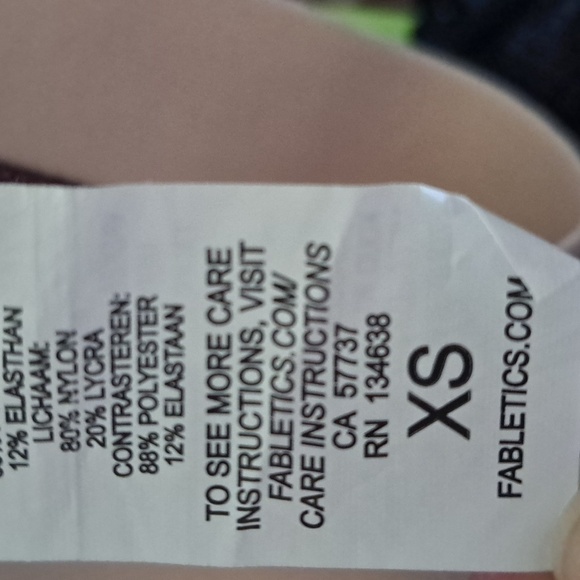 12% ELASTHAN
LICHAAM:
80% NYLON
20% LYCRA
CONTRASTEREN:
88% POLYESTER
12% ELASTAAN
TO SEE MORE CARE
INSTRUCTIONS, VISIT
FABLETICS.COM/
CARE INSTRUCTIONS
CA 57737
RN 134638
XS
FABLETICS.COM